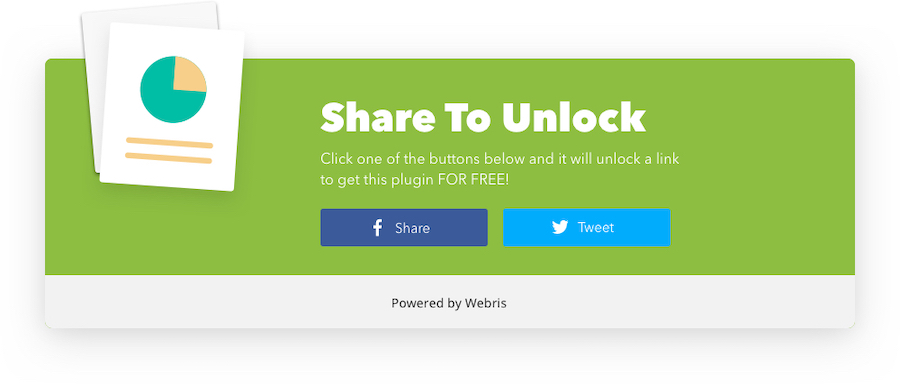 Share To Unlock
Click one of the buttons below and it will unlock a link
to get this plugin FOR FREE!
Share
Tweet
Powered by Webris